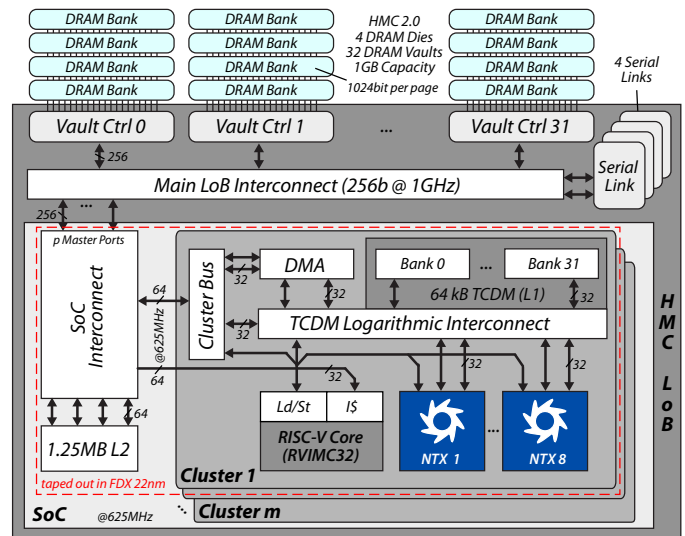 DRAM Bank DRAM Bank HMC 2.0 DRAM Bank
DRAM Bank DRAM Bank 4 DRAM Dies DRAM Bank
32 DRAM Vaults
DRAM Bank DRAM Bank 1GB Capacity DRAM Bank
4 Serial
Links
DRAM Bank DRAM Bank 1024bit per page DRAM Bank
Vault Ctrl 0 Vault Ctrl 1 ... Vault Ctrl 31
256
Main LoB Interconnect (256b @ 1GHz)
Serial
Link
256 ...
p Master Ports
SoC
Interconnect
Cluster Bus
DMA
32
32
Bank 0 ... Bank 31
64 kB TCDM (L1)
32
64
@625MHz
32
TCDM Logarithmic Interconnect
64
32
32
32
64
Ld/St I$
RISC-V Core
(RVIMC32)
NTX 1 ... NTX 8
1.25MB L2
Cluster 1
taped out in FDX 22nm
SoC @625MHz ... Cluster m
HMC LoB